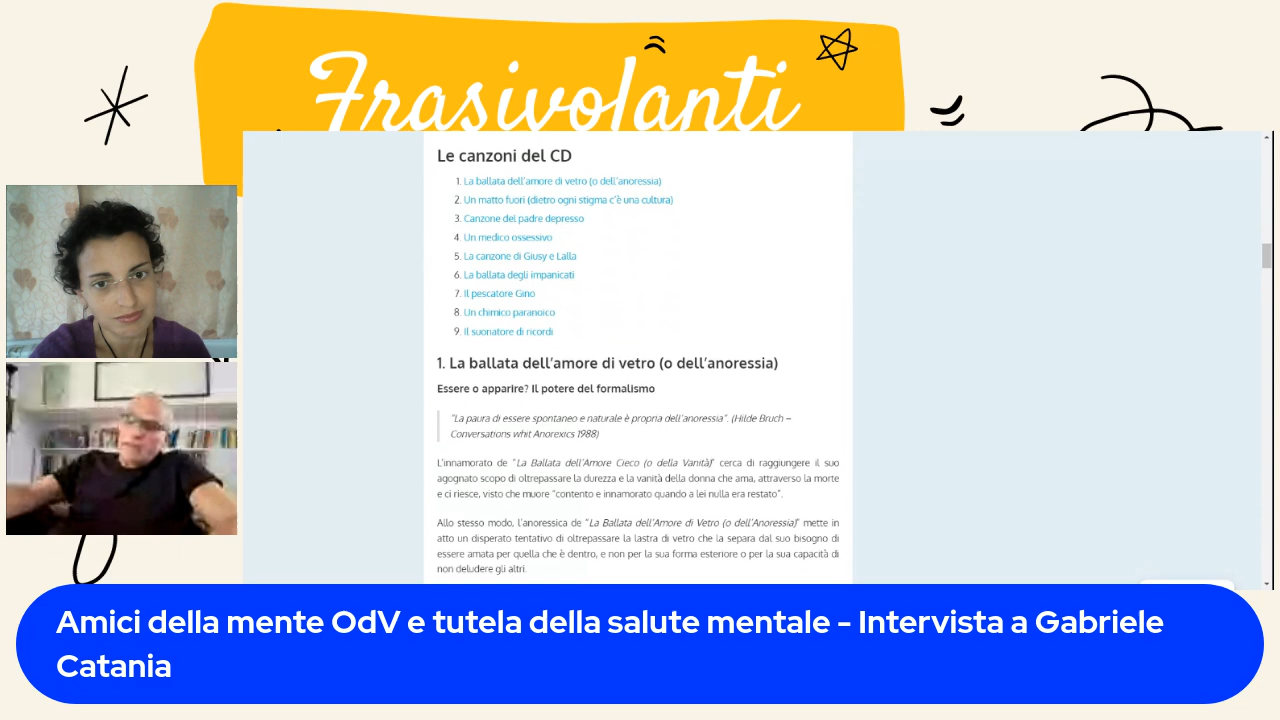 Frasivolanti
Le canzoni del CD
1. La ballata dell'amore di vetro (o dell'anoressia)
2. Un matto fuori (dietro ogni stigma c'è una cultura)
3. Canzone del padre depresso
4. Un medico ossessivo
5. La canzone di Giusy e Lalla
6. La ballata degli impanicati
7. Il pescatore Gino
8. Un chimico paranoico
9. Il suonatore di ricordi
1. La ballata dell'amore di vetro (o dell'anoressia)
Essere o apparire? Il potere del formalismo
"La paura di essere spontaneo e naturale è propria dell'anoressia". (Hilde Bruch –
Conversations whit Anorexics 1988)
L'innamorato de "La Ballata dell'Amore Cieco (o della Vanità)" cerca di raggiungere il suo
agognato scopo di oltrepassare la durezza e la vanità della donna che ama, attraverso la morte
e ci riesce, visto che muore "contento e innamorato quando a lei nulla era restato".
Allo stesso modo, l'anoressica de "La Ballata dell'Amore di Vetro (o dell'Anoressia)" mette in
atto un disperato tentativo di oltrepassare la lastra di vetro che la separa dal suo bisogno di
essere amata per quella che è dentro, e non per la sua forma esteriore o per la sua capacità di
non deludere gli altri.
Amici della mente OdV e tutela della salute mentale - Intervista a Gabriele
Catania